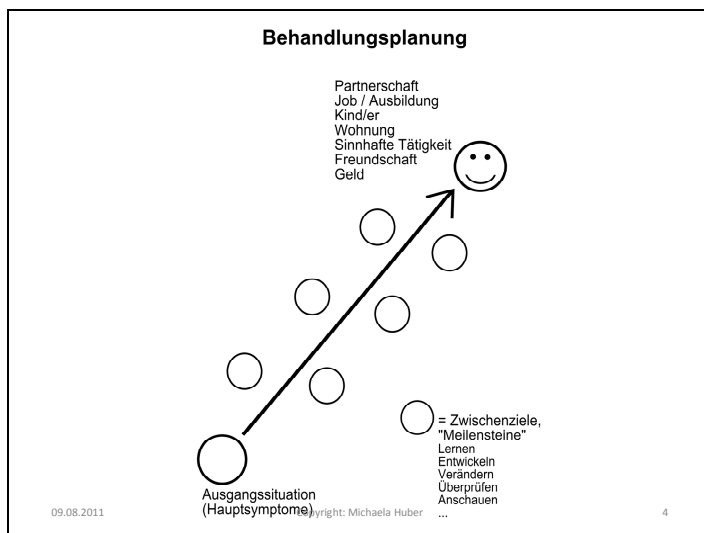 Behandlungsplanung
Partnerschaft
Job / Ausbildung
Kind/er
Wohnung
Sinnhafte Tätigkeit
Freundschaft
Geld
= Zwischenziele,
"Meilensteine"
Lernen
Entwickeln
Verändern
Überprüfen
Anschauen
...
Ausgangssituation
(Hauptsymptome)
09.08.2011
Copyright: Michaela Huber
4